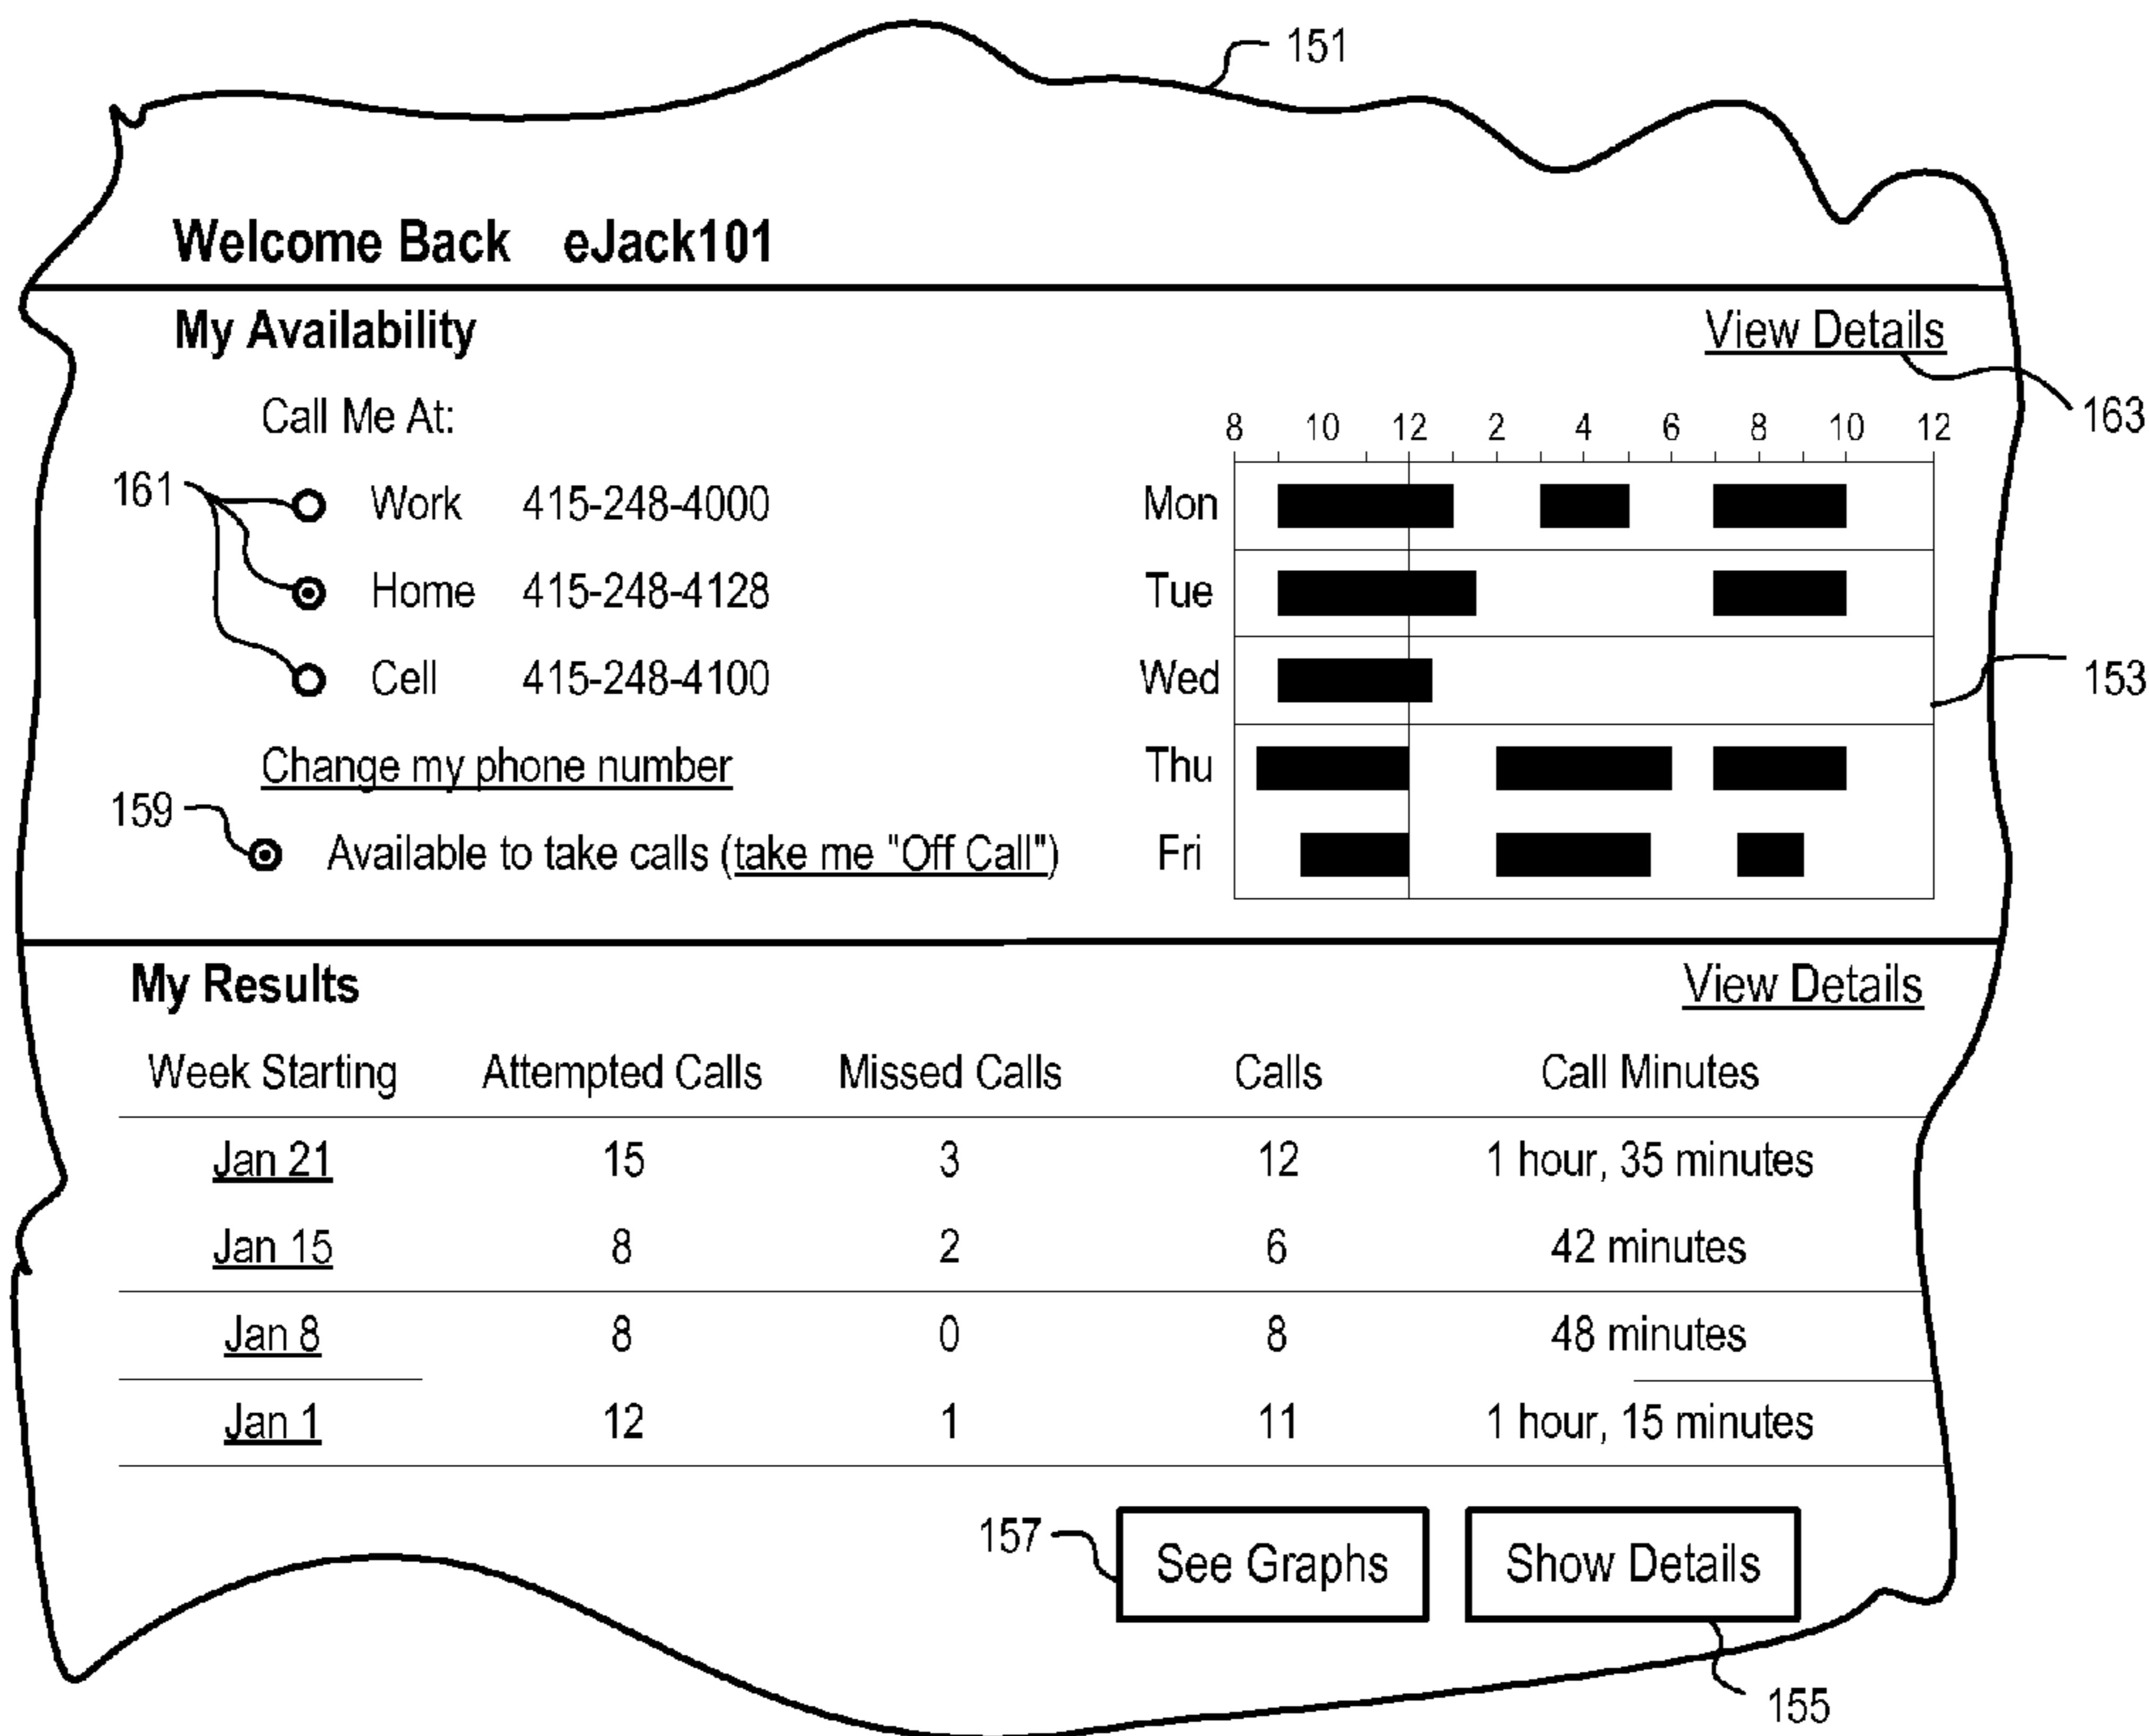 151
Welcome Back eJack101
My Availability View Details
163
Call Me At:
8 10 12 2 4 6 8 10 12
161 Work 415-248-4000 Mon
Home 415-248-4128 Tue
Cell 415-248-4100 Wed
153
Change my phone number Thu
159
Available to take calls (take me "Off Call") Fri
My Results View Details
Week Starting Attempted Calls Missed Calls Calls Call Minutes
Jan 21 15 3 12 1 hour, 35 minutes
Jan 15 8 2 6 42 minutes
Jan 8 8 0 8 48 minutes
Jan 1 12 1 11 1 hour, 15 minutes
157 See Graphs Show Details
155